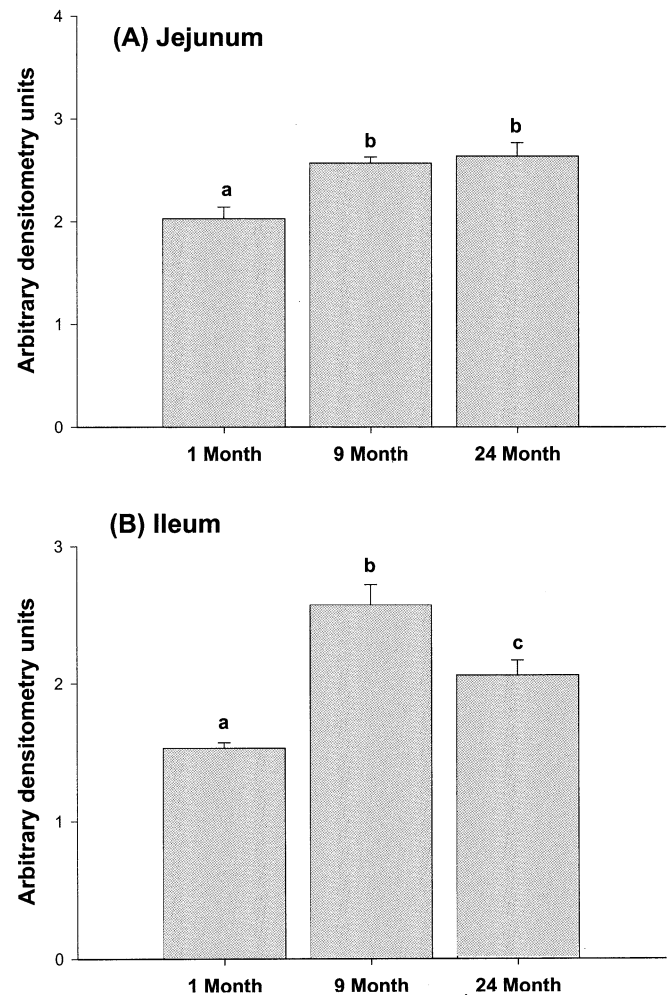 (A) Jejunum
Arbitrary densitometry units
4
3
2
1
0
a
b
b
1 Month
9 Month
24 Month
(B) Ileum
Arbitrary densitometry units
3
2
1
0
a
b
c
1 Month
9 Month
24 Month